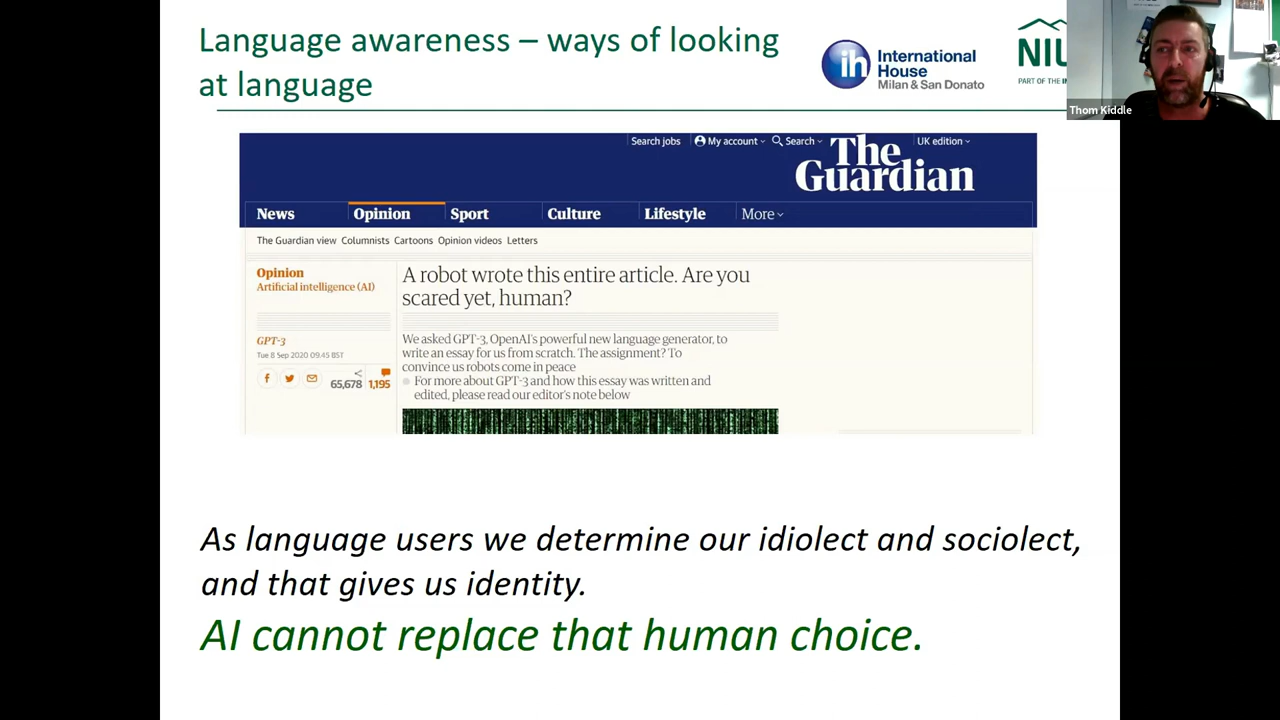 Language awareness – ways of looking
at language
ih
International
House
Milan & San Donato
PART OF THE
Thom Kiddle
Search jobs
My account
Search
UK edition
The
Guardian
News
Opinion
Sport
Culture
Lifestyle
More
The Guardian view Columnists Cartoons Opinion videos Letters
Opinion
Artificial intelligence (AI)
A robot wrote this entire article. Are you
scared yet, human?
GPT-3
Tue 8 Sep 2020 09.45 BST
65,678
1,195
We asked GPT-3, OpenAI's powerful new language generator, to
write an essay for us from scratch. The assignment? To
convince us robots come in peace
For more about GPT-3 and how this essay was written and
edited, please read our editor's note below
As language users we determine our idiolect and sociolect,
and that gives us identity.
AI cannot replace that human choice.